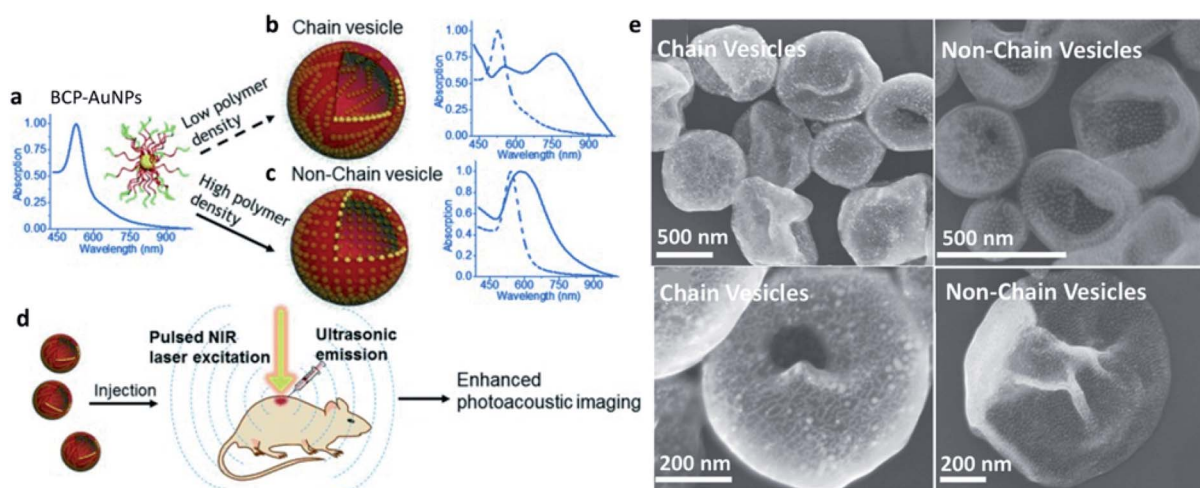 a
BCP-AuNPs
1.00
0.75
0.50
0.25
0.00
450 600 750 900
Wavelength (nm)
Absorption
Low polymer
density
High polymer
density
b
Chain vesicle
1.00
0.75
0.50
0.25
0.00
450 600 750 900
Wavelength (nm)
Absorption
c
Non-Chain vesicle
1.0
0.8
0.6
0.4
0.2
0.0
450 600 750 900
Wavelength (nm)
Absorption
d
Injection
Pulsed NIR
laser excitation
Ultrasonic
emission
Enhanced
photoacoustic imaging
e
Chain Vesicles
500 nm
Non-Chain Vesicles
500 nm
Chain Vesicles
200 nm
Non-Chain Vesicles
200 nm